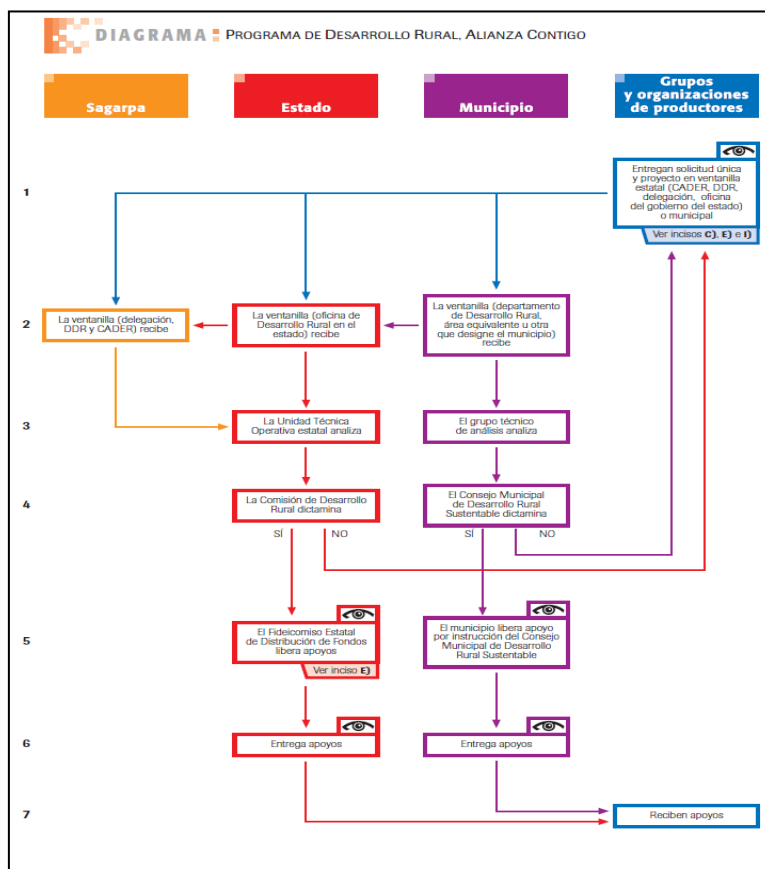 DIAGRAMA PROGRAMA DE DESARROLLO RURAL, ALIANZA CONTIGO
Sagarpa
Estado
Municipio
Grupos
y organizaciones
de productores
1
Entregan solicitud única
y proyecto en ventanilla
estatal (CADER, DDR,
delegación, oficina
del gobierno del estado)
o municipal
Ver incisos C), E) e I)
2
La ventanilla (delegación,
DDR y CADER) recibe
La ventanilla (oficina de
Desarrollo Rural en el
estado) recibe
La ventanilla (departamento
de Desarrollo Rural,
área equivalente u otra
que designe el municipio)
recibe
3
La Unidad Técnica
Operativa estatal analiza
El grupo técnico
de análisis analiza
4
La Comisión de Desarrollo
Rural dictamina
El Consejo Municipal
de Desarrollo Rural
Sustentable dictamina
SÍ NO
SÍ NO
5
El Fideicomiso Estatal
de Distribución de Fondos
libera apoyos
Ver inciso E)
El municipio libera apoyo
por instrucción del Consejo
Municipal de Desarrollo
Rural Sustentable
6
Entrega apoyos
Entrega apoyos
7
Reciben apoyos